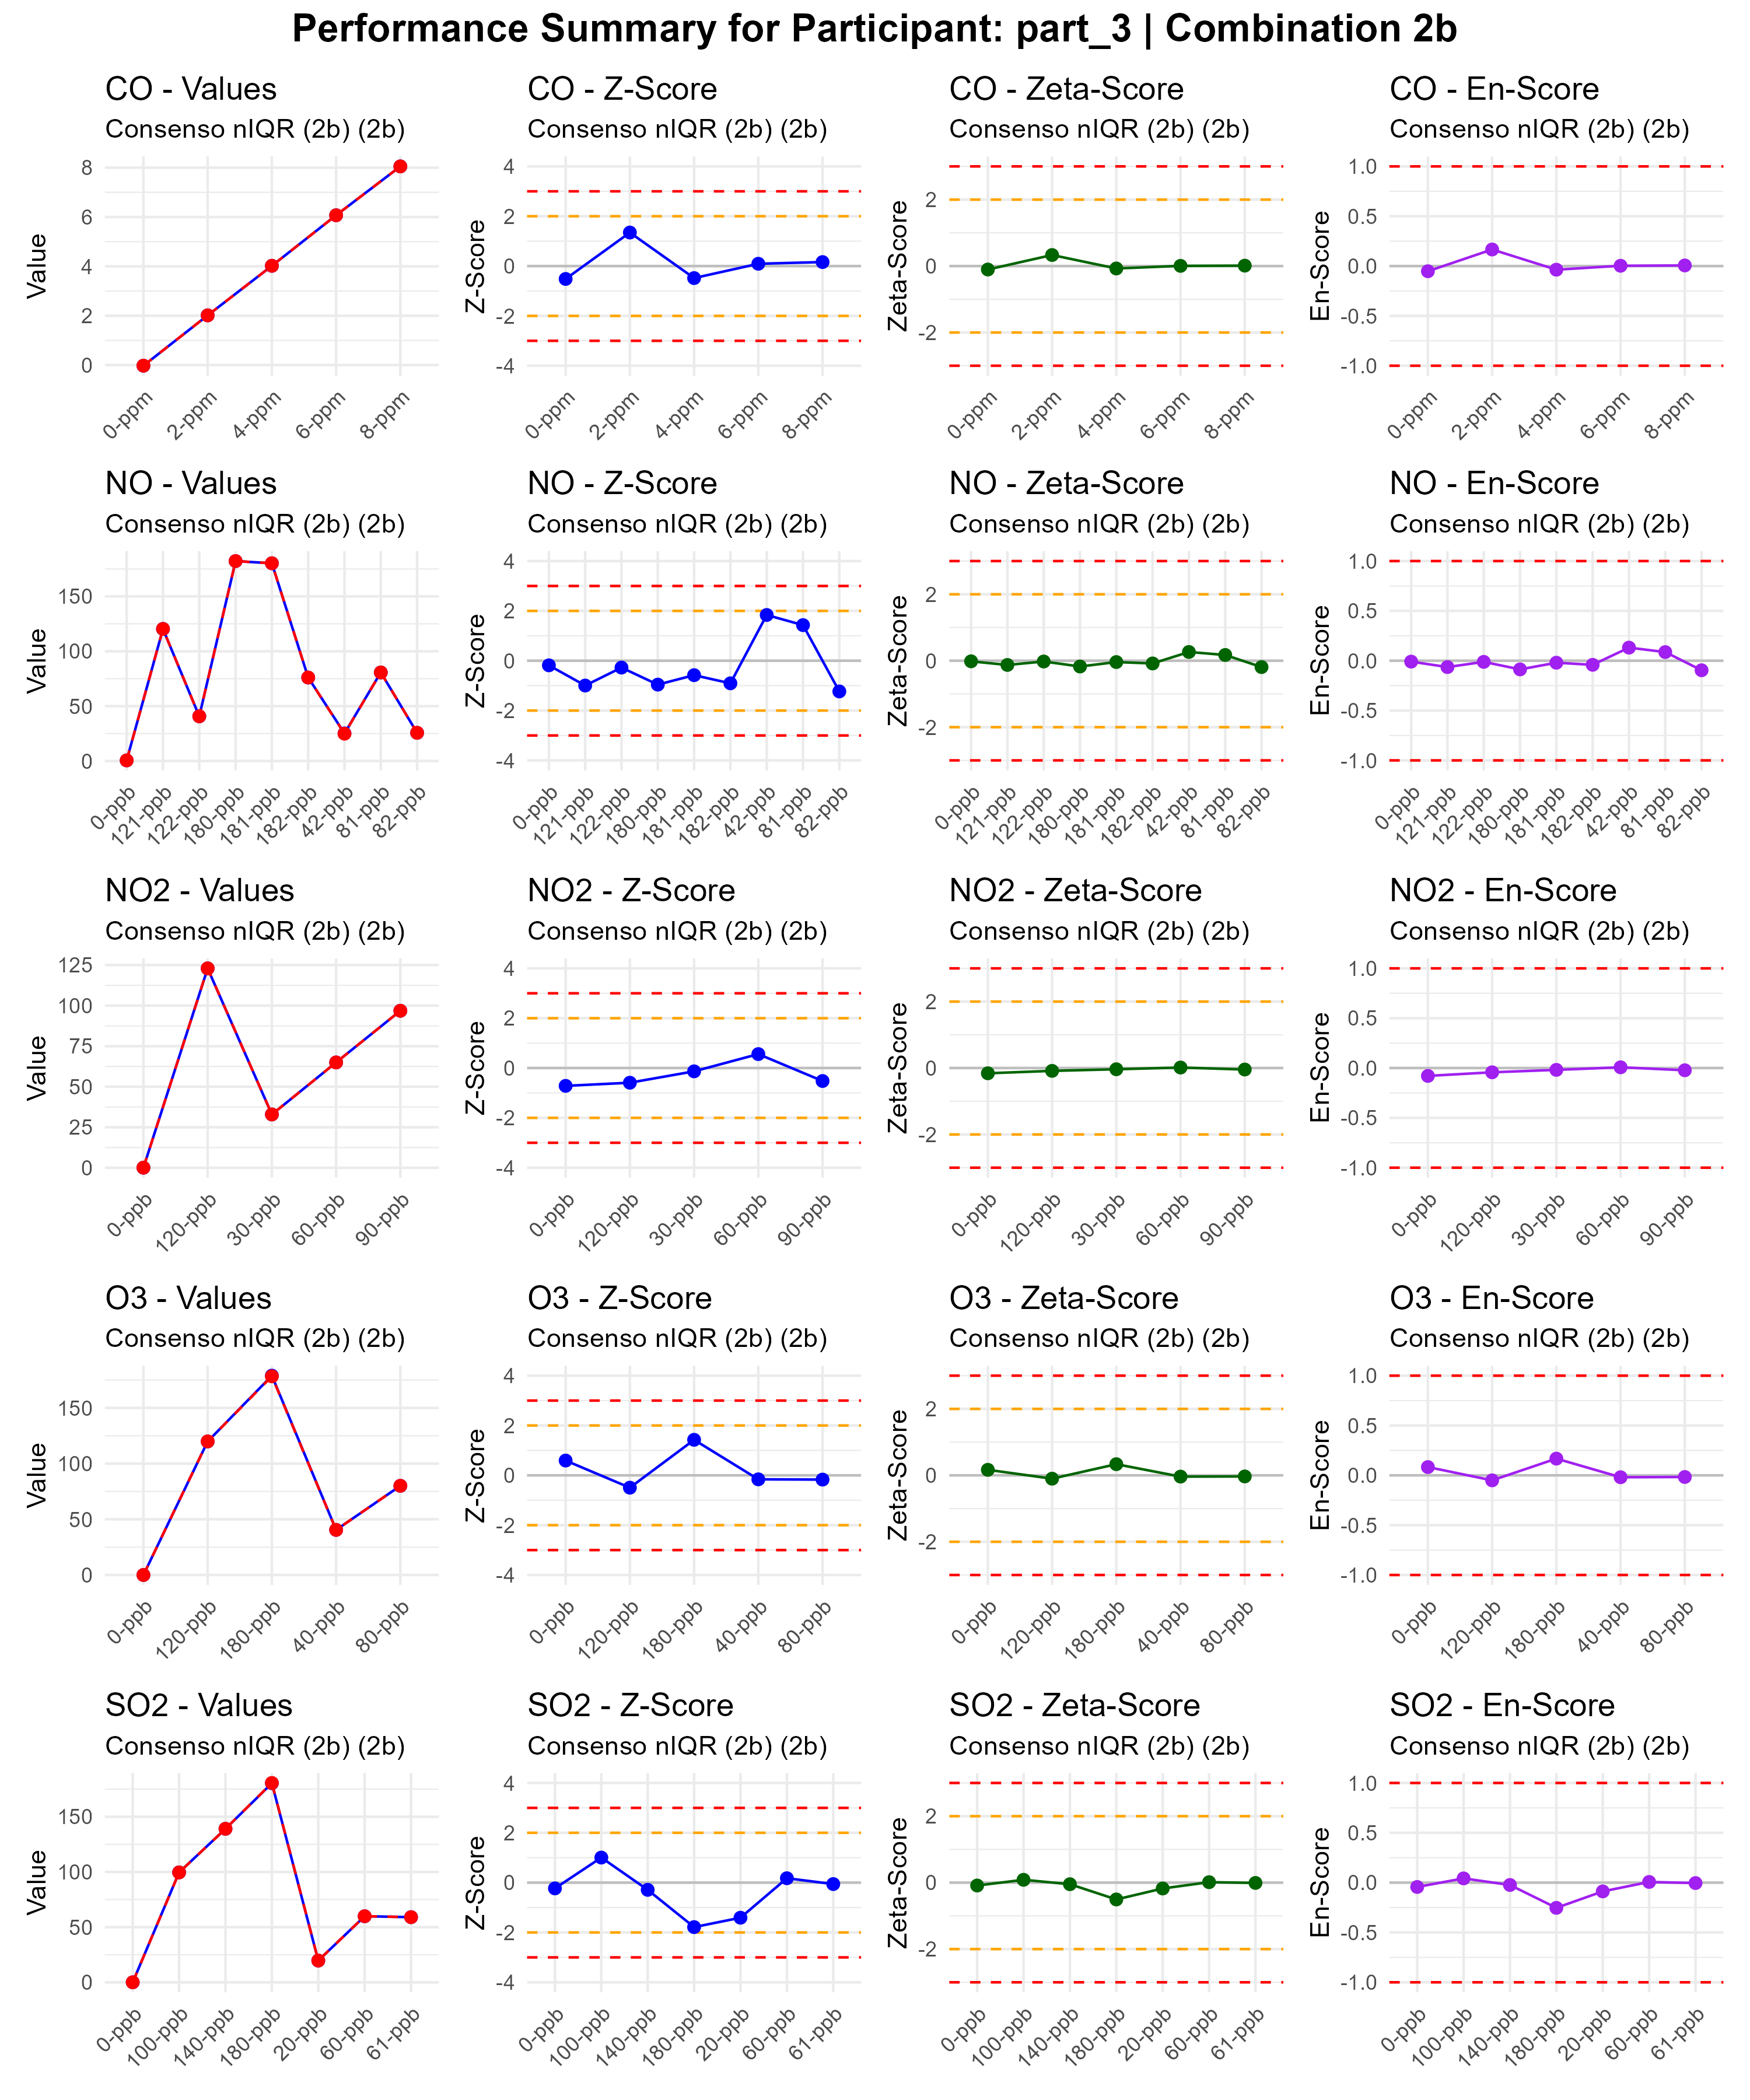 Performance Summary for Participant: part_3 | Combination 2b
CO - Values
Consenso nIQR (2b) (2b)
Value
8
6
4
2
0
0-ppm
2-ppm
4-ppm
6-ppm
8-ppm
CO - Z-Score
Consenso nIQR (2b) (2b)
Z-Score
4
2
0
-2
-4
0-ppm
2-ppm
4-ppm
6-ppm
8-ppm
CO - Zeta-Score
Consenso nIQR (2b) (2b)
Zeta-Score
2
0
-2
0-ppm
2-ppm
4-ppm
6-ppm
8-ppm
CO - En-Score
Consenso nIQR (2b) (2b)
En-Score
1.0
0.5
0.0
-0.5
-1.0
0-ppm
2-ppm
4-ppm
6-ppm
8-ppm
NO - Values
Consenso nIQR (2b) (2b)
Value
150
100
50
0
0-ppb
121-ppb
122-ppb
180-ppb
181-ppb
182-ppb
42-ppb
81-ppb
82-ppb
NO - Z-Score
Consenso nIQR (2b) (2b)
Z-Score
4
2
0
-2
-4
0-ppb
121-ppb
122-ppb
180-ppb
181-ppb
182-ppb
42-ppb
81-ppb
82-ppb
NO - Zeta-Score
Consenso nIQR (2b) (2b)
Zeta-Score
2
0
-2
0-ppb
121-ppb
122-ppb
180-ppb
181-ppb
182-ppb
42-ppb
81-ppb
82-ppb
NO - En-Score
Consenso nIQR (2b) (2b)
En-Score
1.0
0.5
0.0
-0.5
-1.0
0-ppb
121-ppb
122-ppb
180-ppb
181-ppb
182-ppb
42-ppb
81-ppb
82-ppb
NO2 - Values
Consenso nIQR (2b) (2b)
Value
125
100
75
50
25
0
0-ppb
120-ppb
30-ppb
60-ppb
90-ppb
NO2 - Z-Score
Consenso nIQR (2b) (2b)
Z-Score
4
2
0
-2
-4
0-ppb
120-ppb
30-ppb
60-ppb
90-ppb
NO2 - Zeta-Score
Consenso nIQR (2b) (2b)
Zeta-Score
2
0
-2
0-ppb
120-ppb
30-ppb
60-ppb
90-ppb
NO2 - En-Score
Consenso nIQR (2b) (2b)
En-Score
1.0
0.5
0.0
-0.5
-1.0
0-ppb
120-ppb
30-ppb
60-ppb
90-ppb
O3 - Values
Consenso nIQR (2b) (2b)
Value
150
100
50
0
0-ppb
120-ppb
180-ppb
40-ppb
80-ppb
O3 - Z-Score
Consenso nIQR (2b) (2b)
Z-Score
4
2
0
-2
-4
0-ppb
120-ppb
180-ppb
40-ppb
80-ppb
O3 - Zeta-Score
Consenso nIQR (2b) (2b)
Zeta-Score
2
0
-2
0-ppb
120-ppb
180-ppb
40-ppb
80-ppb
O3 - En-Score
Consenso nIQR (2b) (2b)
En-Score
1.0
0.5
0.0
-0.5
-1.0
0-ppb
120-ppb
180-ppb
40-ppb
80-ppb
SO2 - Values
Consenso nIQR (2b) (2b)
Value
150
100
50
0
0-ppb
100-ppb
140-ppb
180-ppb
20-ppb
60-ppb
61-ppb
SO2 - Z-Score
Consenso nIQR (2b) (2b)
Z-Score
4
2
0
-2
-4
0-ppb
100-ppb
140-ppb
180-ppb
20-ppb
60-ppb
61-ppb
SO2 - Zeta-Score
Consenso nIQR (2b) (2b)
Zeta-Score
2
0
-2
0-ppb
100-ppb
140-ppb
180-ppb
20-ppb
60-ppb
61-ppb
SO2 - En-Score
Consenso nIQR (2b) (2b)
En-Score
1.0
0.5
0.0
-0.5
-1.0
0-ppb
100-ppb
140-ppb
180-ppb
20-ppb
60-ppb
61-ppb